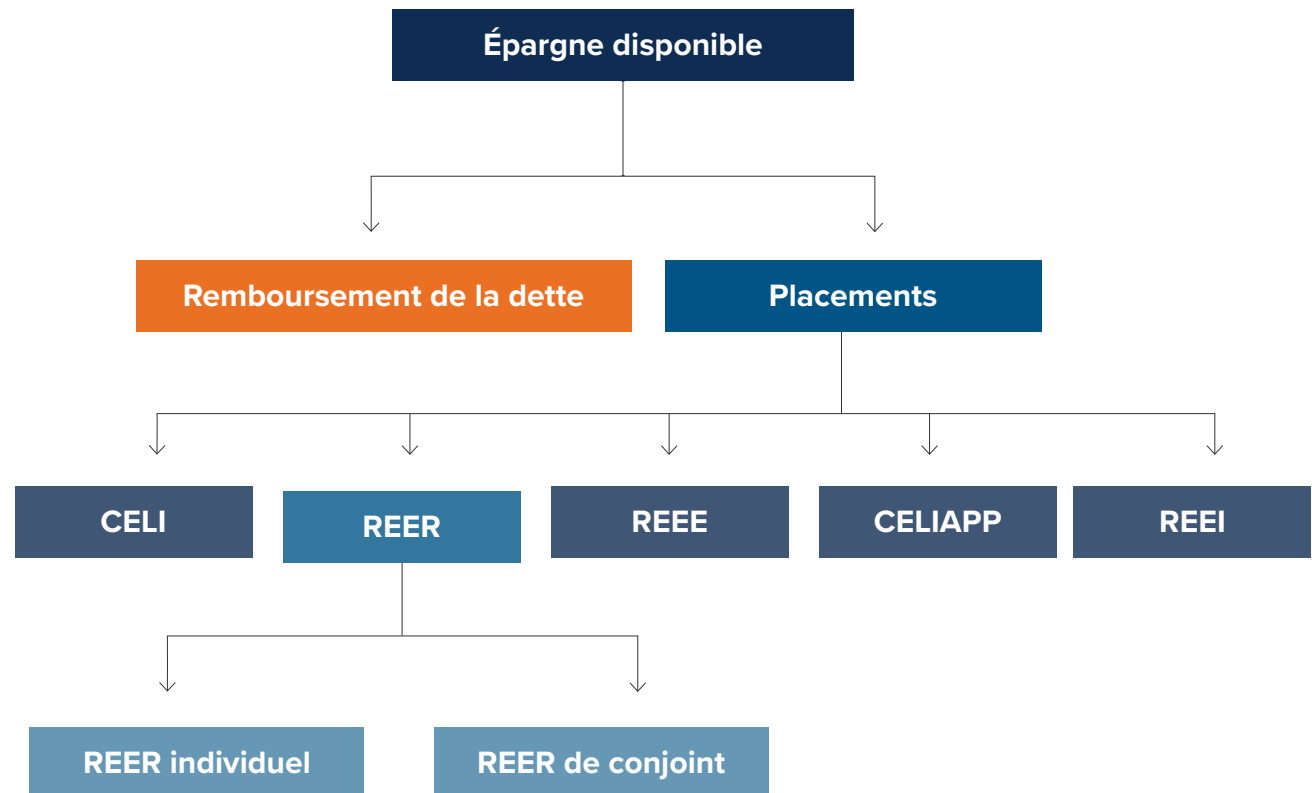 Épargne disponible
Remboursement de la dette
Placements
CELI
REER
REEE
CELIAPP
REEI
REER individuel
REER de conjoint